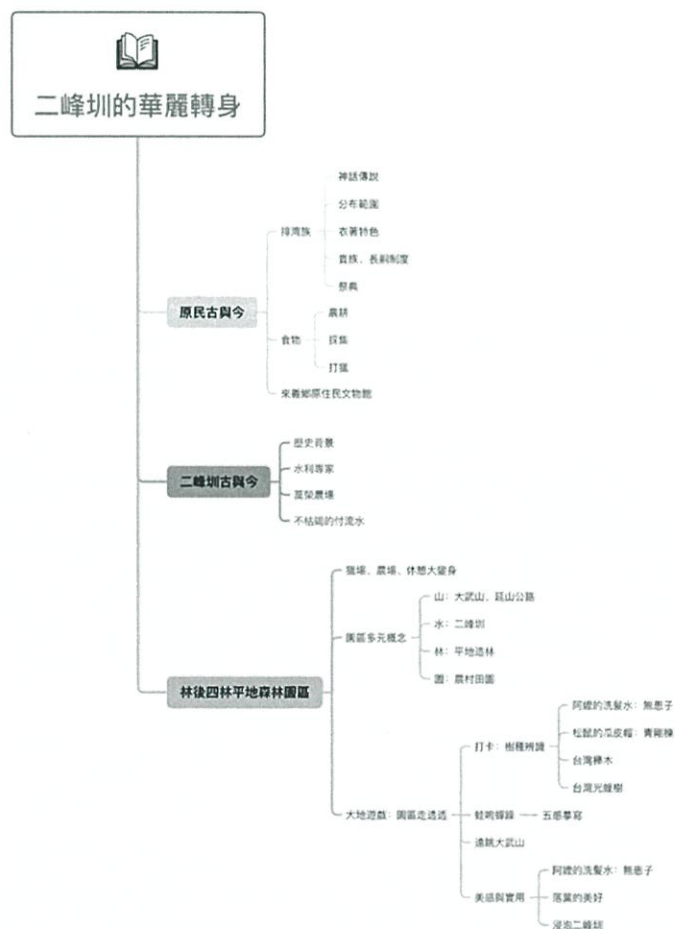 二峰圳的華麗轉身
原民古與今
排灣族
神話傳說
分布範圍
衣著特色
貴族、長嗣制度
祭典
食物
農耕
採集
打獵
來義鄉原住民文物館
二峰圳古與今
歷史背景
水利專家
萬榮農場
不枯竭的付流水
林後四林平地森林園區
獵場、農場、休憩大變身
園區多元概念
山：大武山、延山公路
水：二峰圳
林：平地造林
園：農村田園
大地遊戲：園區走透透
打卡：樹種辨識
阿嬤的洗髮水：無患子
松鼠的瓜皮帽：青剛櫟
台灣櫸木
台灣光蠟樹
蛙鳴蟬躁
五感摹寫
遠眺大武山
美感與實用
阿嬤的洗髮水：無患子
落葉的美好
浸泡二峰圳